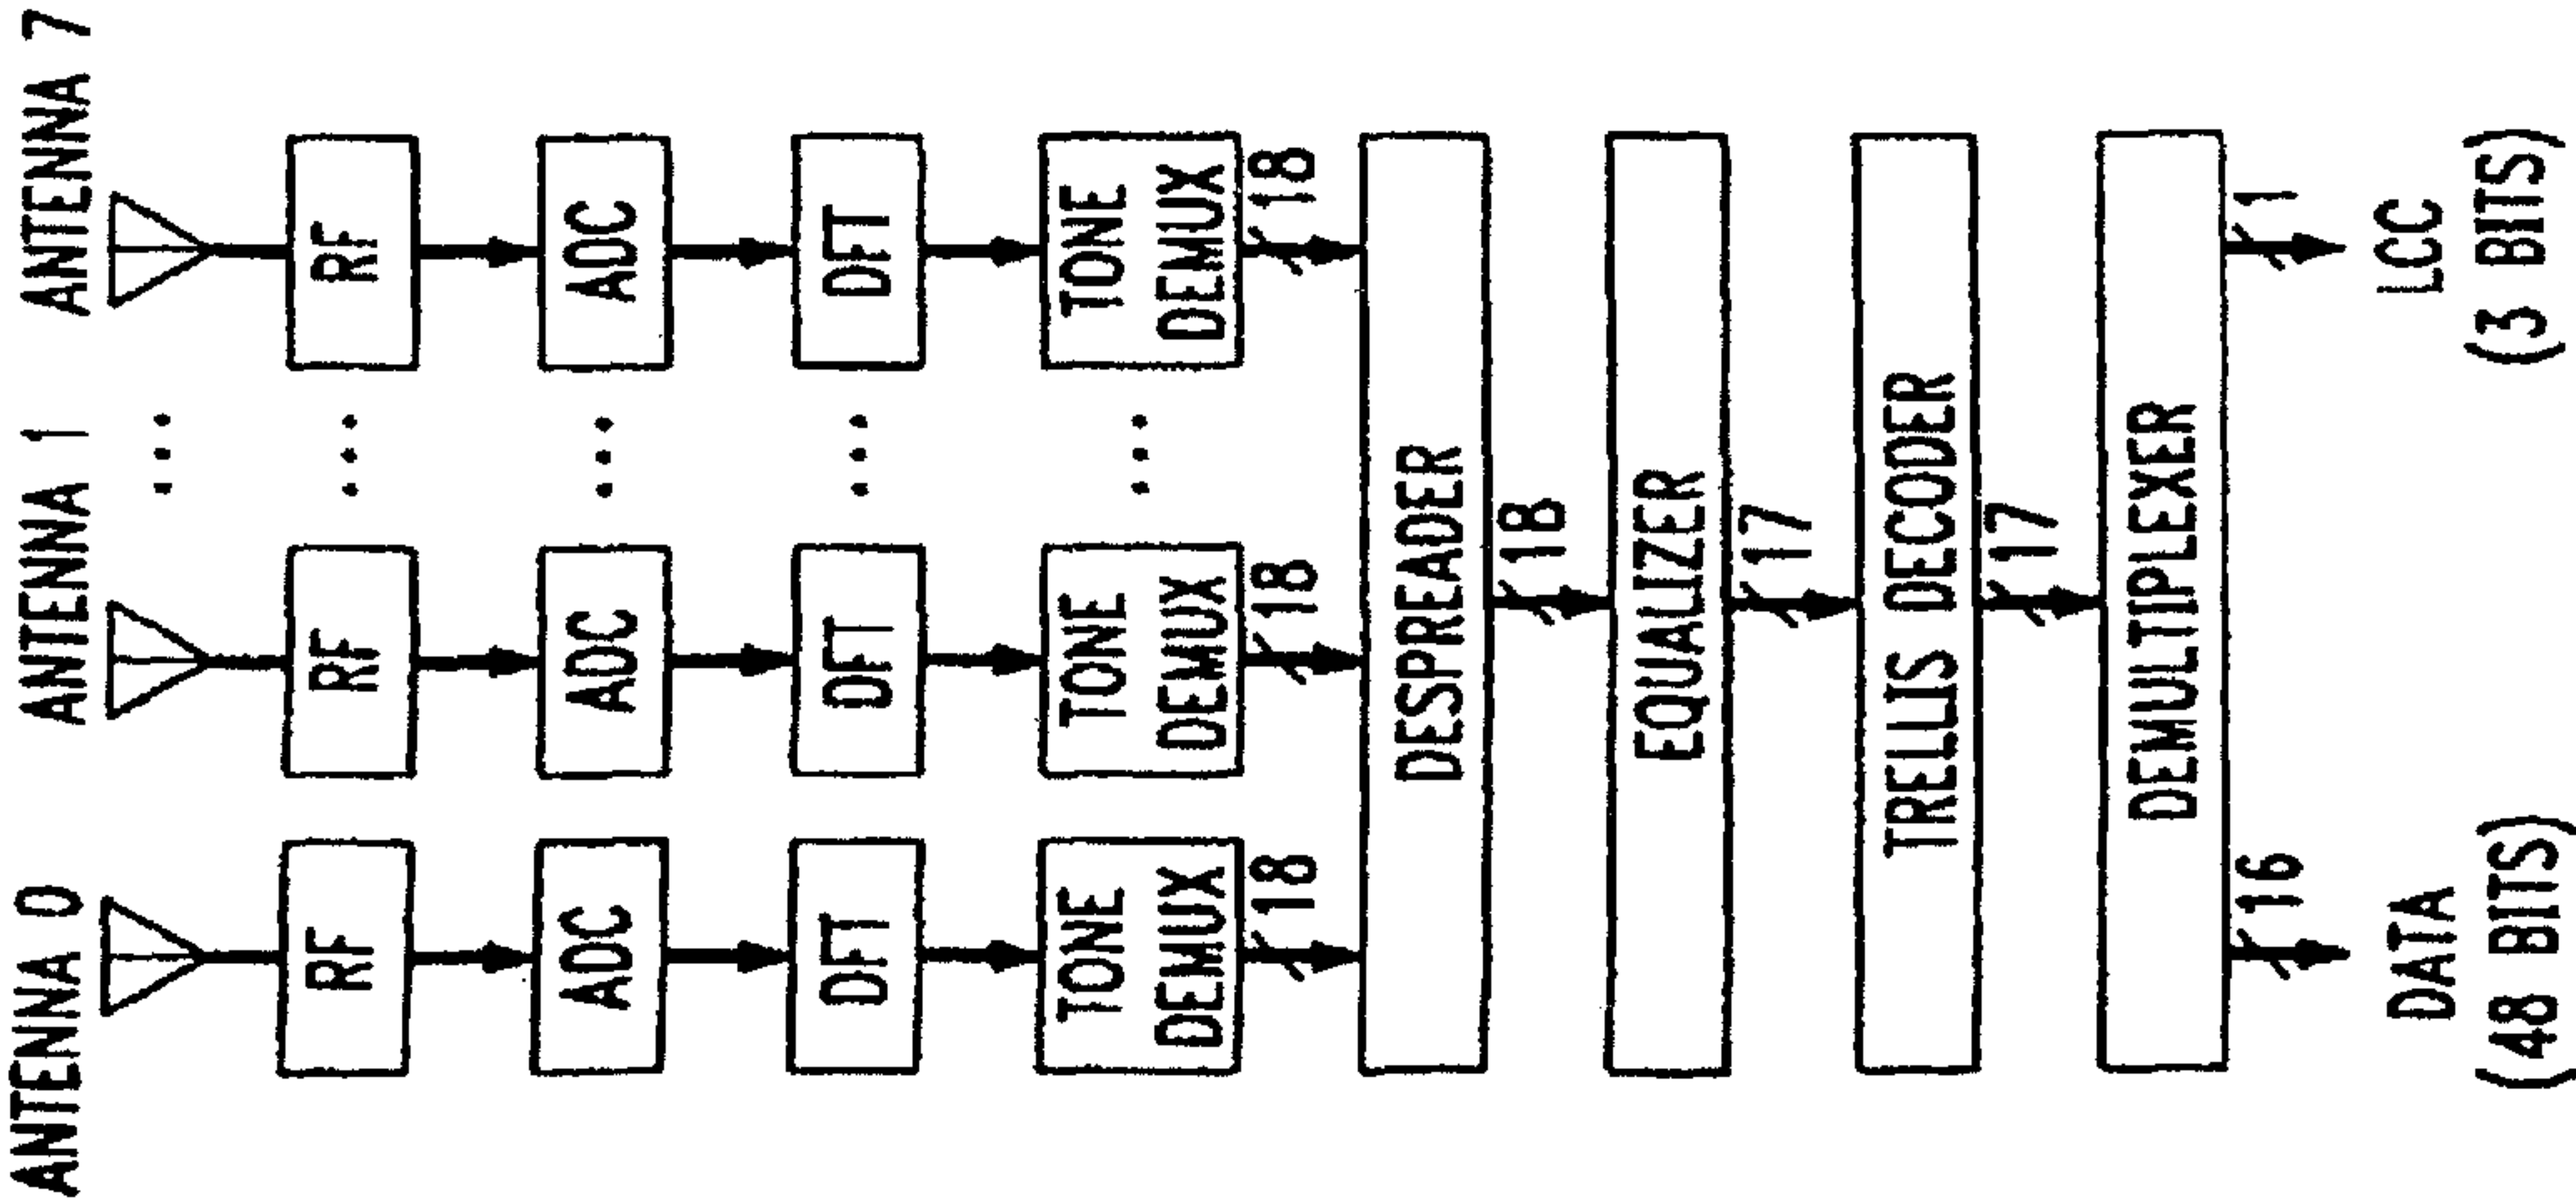 ANTENNA 0
ANTENNA 1
ANTENNA 7
RF
RF
RF
ADC
ADC
ADC
DFT
DFT
DFT
TONE
DEMUX
TONE
DEMUX
TONE
DEMUX
18
18
18
DESPREADER
18
EQUALIZER
17
TRELLIS DECODER
17
DEMULTIPLEXER
16
1
DATA
(48 BITS)
LCC
(3 BITS)